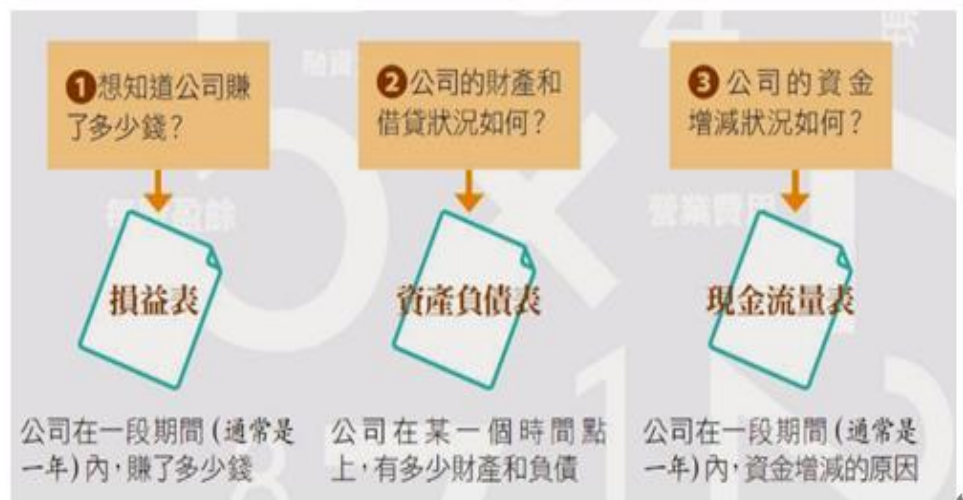 ❶想知道公司賺
了多少錢？
❷公司的財產和
借貸狀況如何？
❸公司的資金
增減狀況如何？
營業費用
損益表
資產負債表
現金流量表
公司在一段期間(通常是
一年)內，賺了多少錢
公司在某一個時間點
上，有多少財產和負債
公司在一段期間(通常是
一年)內，資金增減的原因